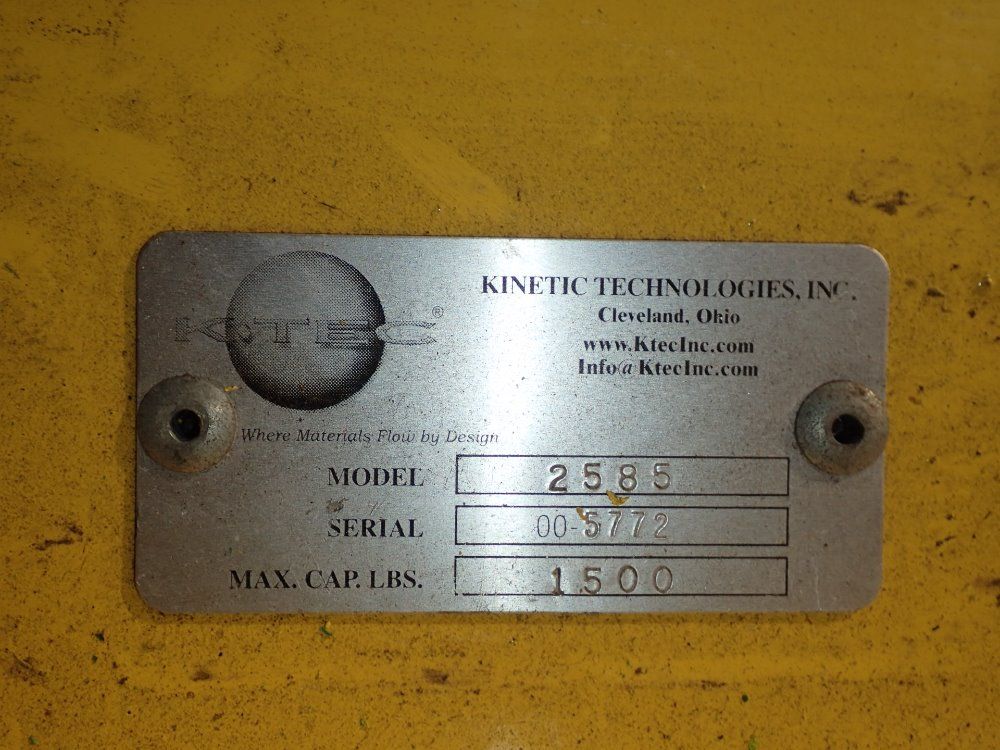 K-TEC®
KINETIC TECHNOLOGIES, INC.
Cleveland, Ohio
www.KtecInc.com
Info@KtecInc.com
Where Materials Flow by Design
MODEL 2585
SERIAL 00-5772
MAX. CAP. LBS. 1500